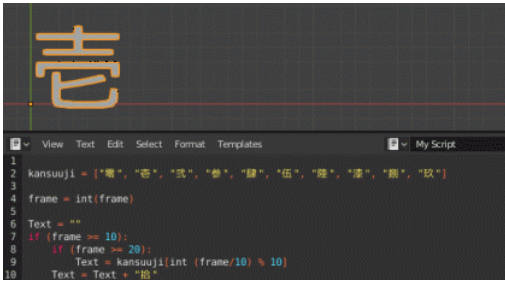 壱
View Text Edit Select Format Templates My Script
1
2 kansuuji = ["零", "壱", "弐", "参", "肆", "伍", "陸", "漆", "捌", "玖"]
3
4 frame = int(frame)
5
6 Text = ""
7 if (frame >= 10):
8 if (frame >= 20):
9 Text = kansuuji[int (frame/10) % 10]
10 Text = Text + "拾"